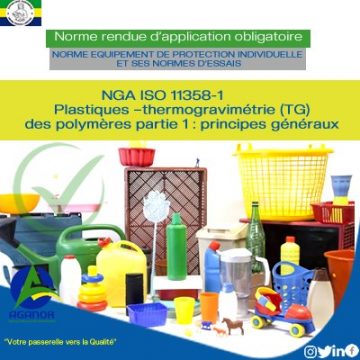 Norme rendue d'application obligatoire
NORME EQUIPEMENT DE PROTECTION INDIVIDUELLE
ET SES NORMES D'ESSAIS
NGA ISO 11358-1
Plastiques –thermogravimétrie (TG)
des polymères partie 1 : principes généraux
AGANOR
"Votre passerelle vers la Qualité"